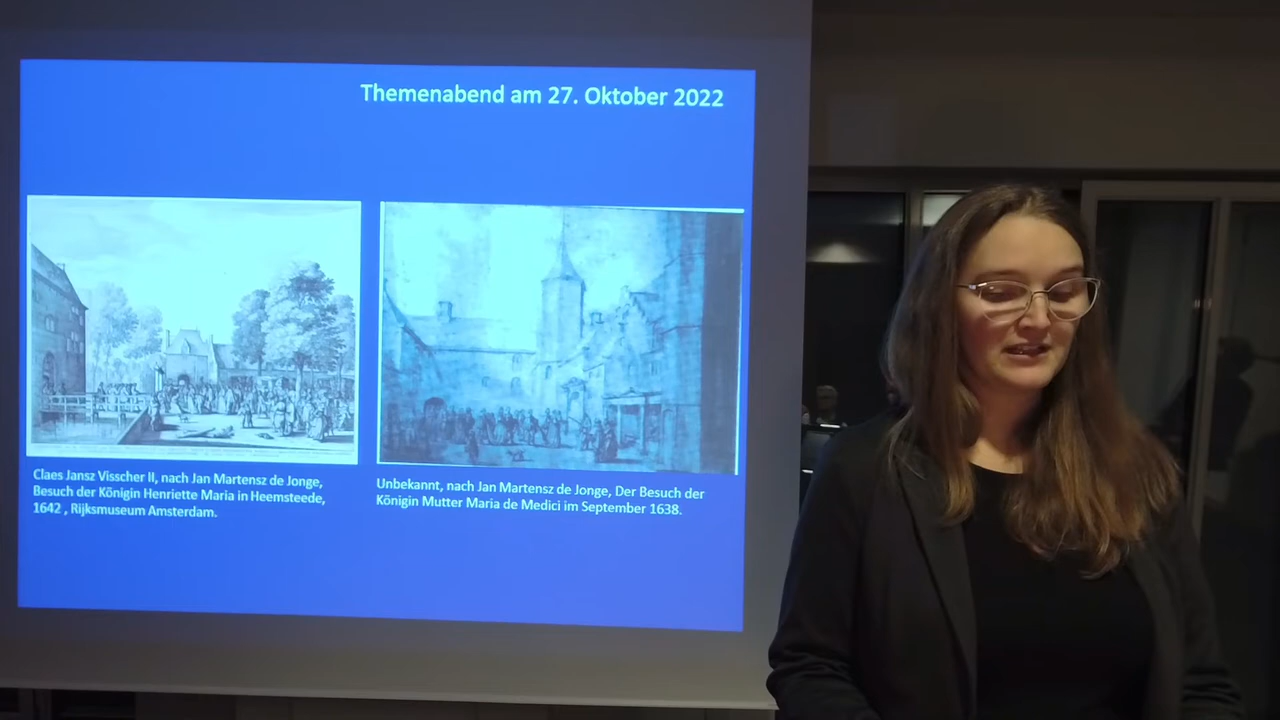 Themenabend am 27. Oktober 2022
Claes Jansz Visscher II, nach Jan Martensz de Jonge,
Besuch der Königin Henriette Maria in Heemsteede,
1642 , Rijksmuseum Amsterdam.
Unbekannt, nach Jan Martensz de Jonge, Der Besuch der
Königin Mutter Maria de Medici im September 1638.